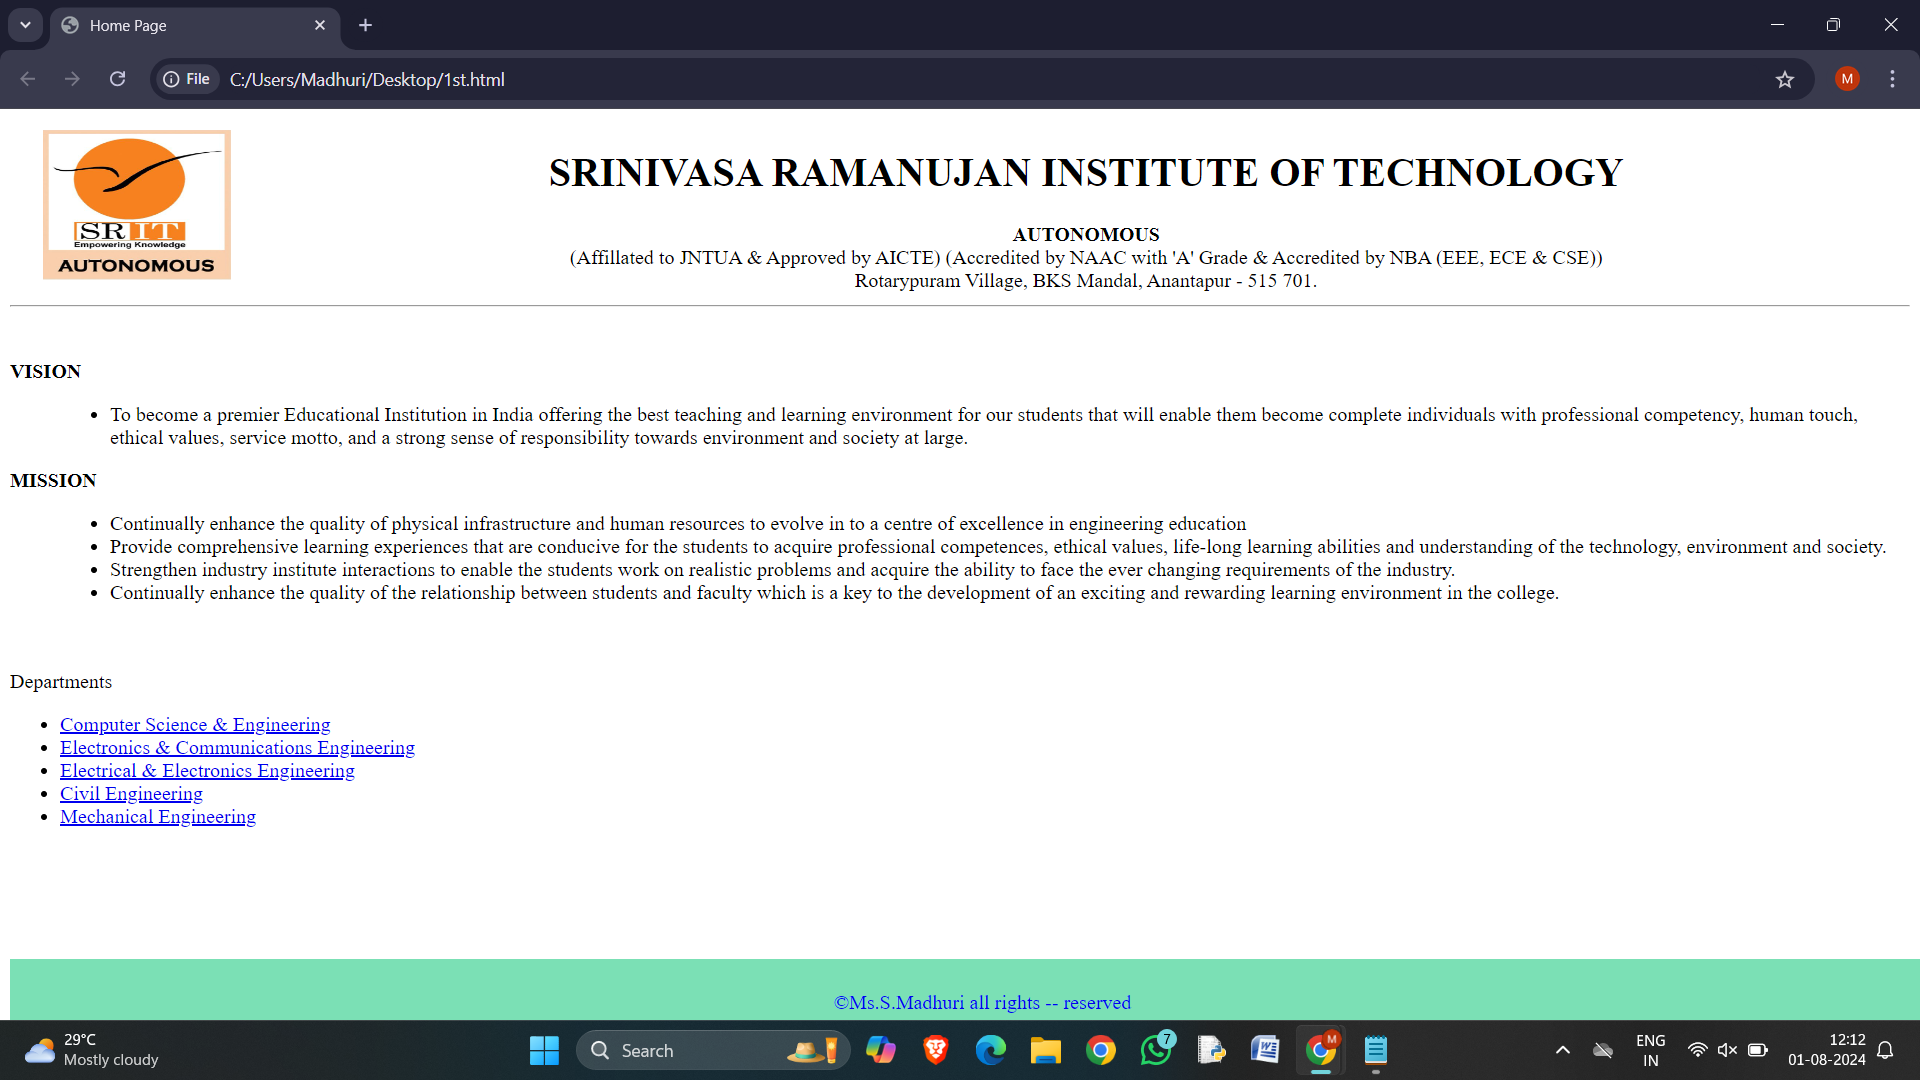 Home Page
File
C:/Users/Madhuri/Desktop/1st.html
M
SRIT
Empowering Knowledge
AUTONOMOUS
SRINIVASA RAMANUJAN INSTITUTE OF TECHNOLOGY
AUTONOMOUS
(Affillated to JNTUA & Approved by AICTE) (Accredited by NAAC with 'A' Grade & Accredited by NBA (EEE, ECE & CSE))
Rotarypuram Village, BKS Mandal, Anantapur - 515 701.
VISION
• To become a premier Educational Institution in India offering the best teaching and learning environment for our students that will enable them become complete individuals with professional competency, human touch,
ethical values, service motto, and a strong sense of responsibility towards environment and society at large.
MISSION
• Continually enhance the quality of physical infrastructure and human resources to evolve in to a centre of excellence in engineering education
• Provide comprehensive learning experiences that are conducive for the students to acquire professional competences, ethical values, life-long learning abilities and understanding of the technology, environment and society.
• Strengthen industry institute interactions to enable the students work on realistic problems and acquire the ability to face the ever changing requirements of the industry.
• Continually enhance the quality of the relationship between students and faculty which is a key to the development of an exciting and rewarding learning environment in the college.
Departments
• Computer Science & Engineering
• Electronics & Communications Engineering
• Electrical & Electronics Engineering
• Civil Engineering
• Mechanical Engineering
©Ms.S.Madhuri all rights -- reserved
29°C
Mostly cloudy
Search
7
W
M
ENG
IN
12:12
01-08-2024